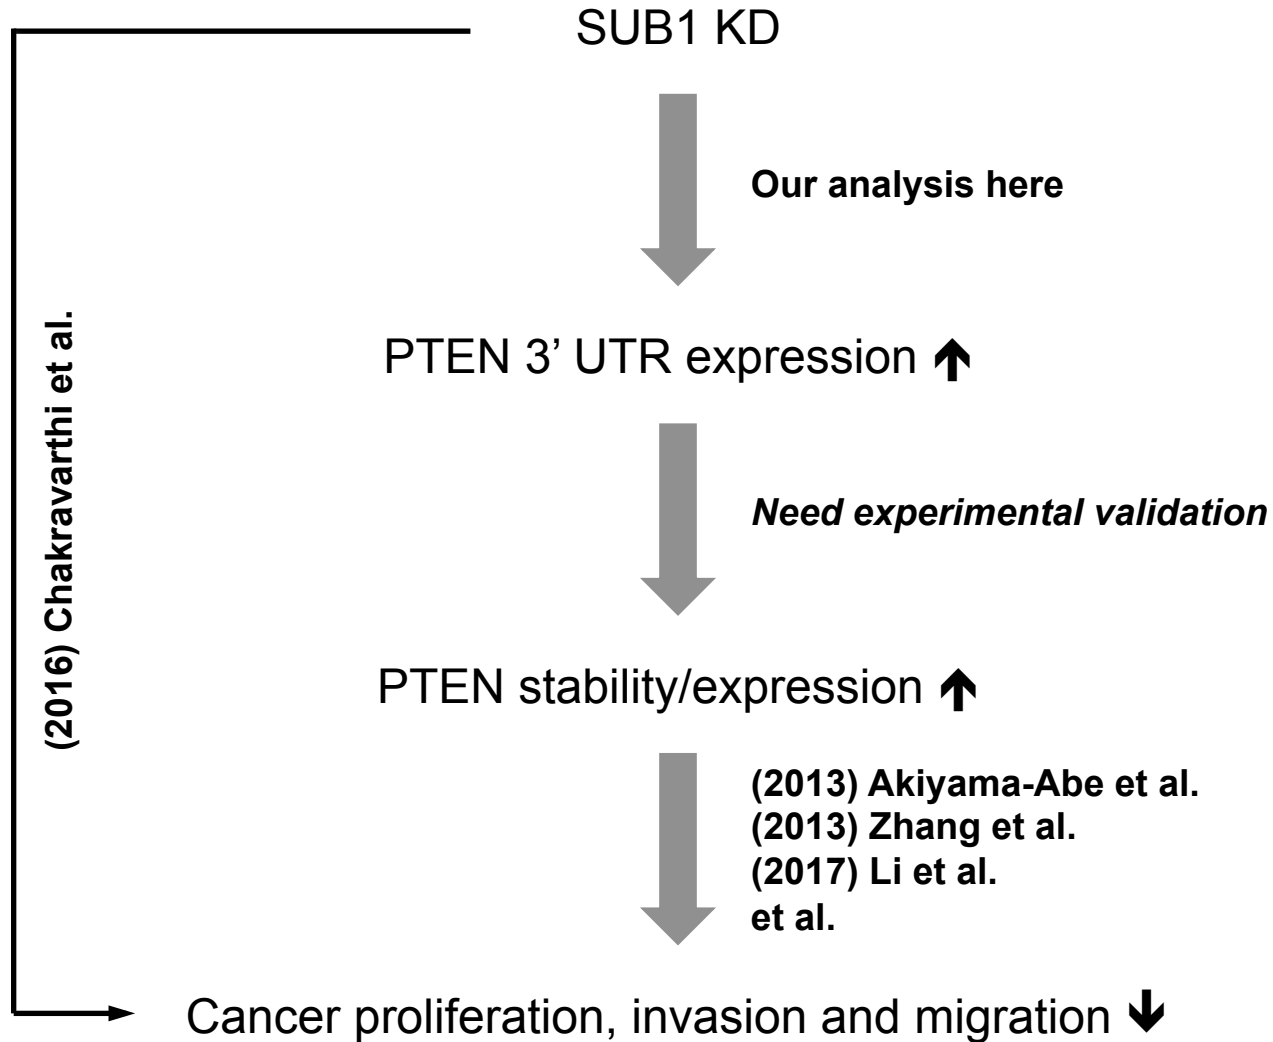 SUB1 KD
Our analysis here
(2016) Chakravarthi et al.
PTEN 3’ UTR expression 🡹
Need experimental validation
PTEN stability/expression 🡹
(2013) Akiyama-Abe et al.
(2013) Zhang et al.
(2017) Li et al.
et al.
Cancer proliferation, invasion and migration 🡻